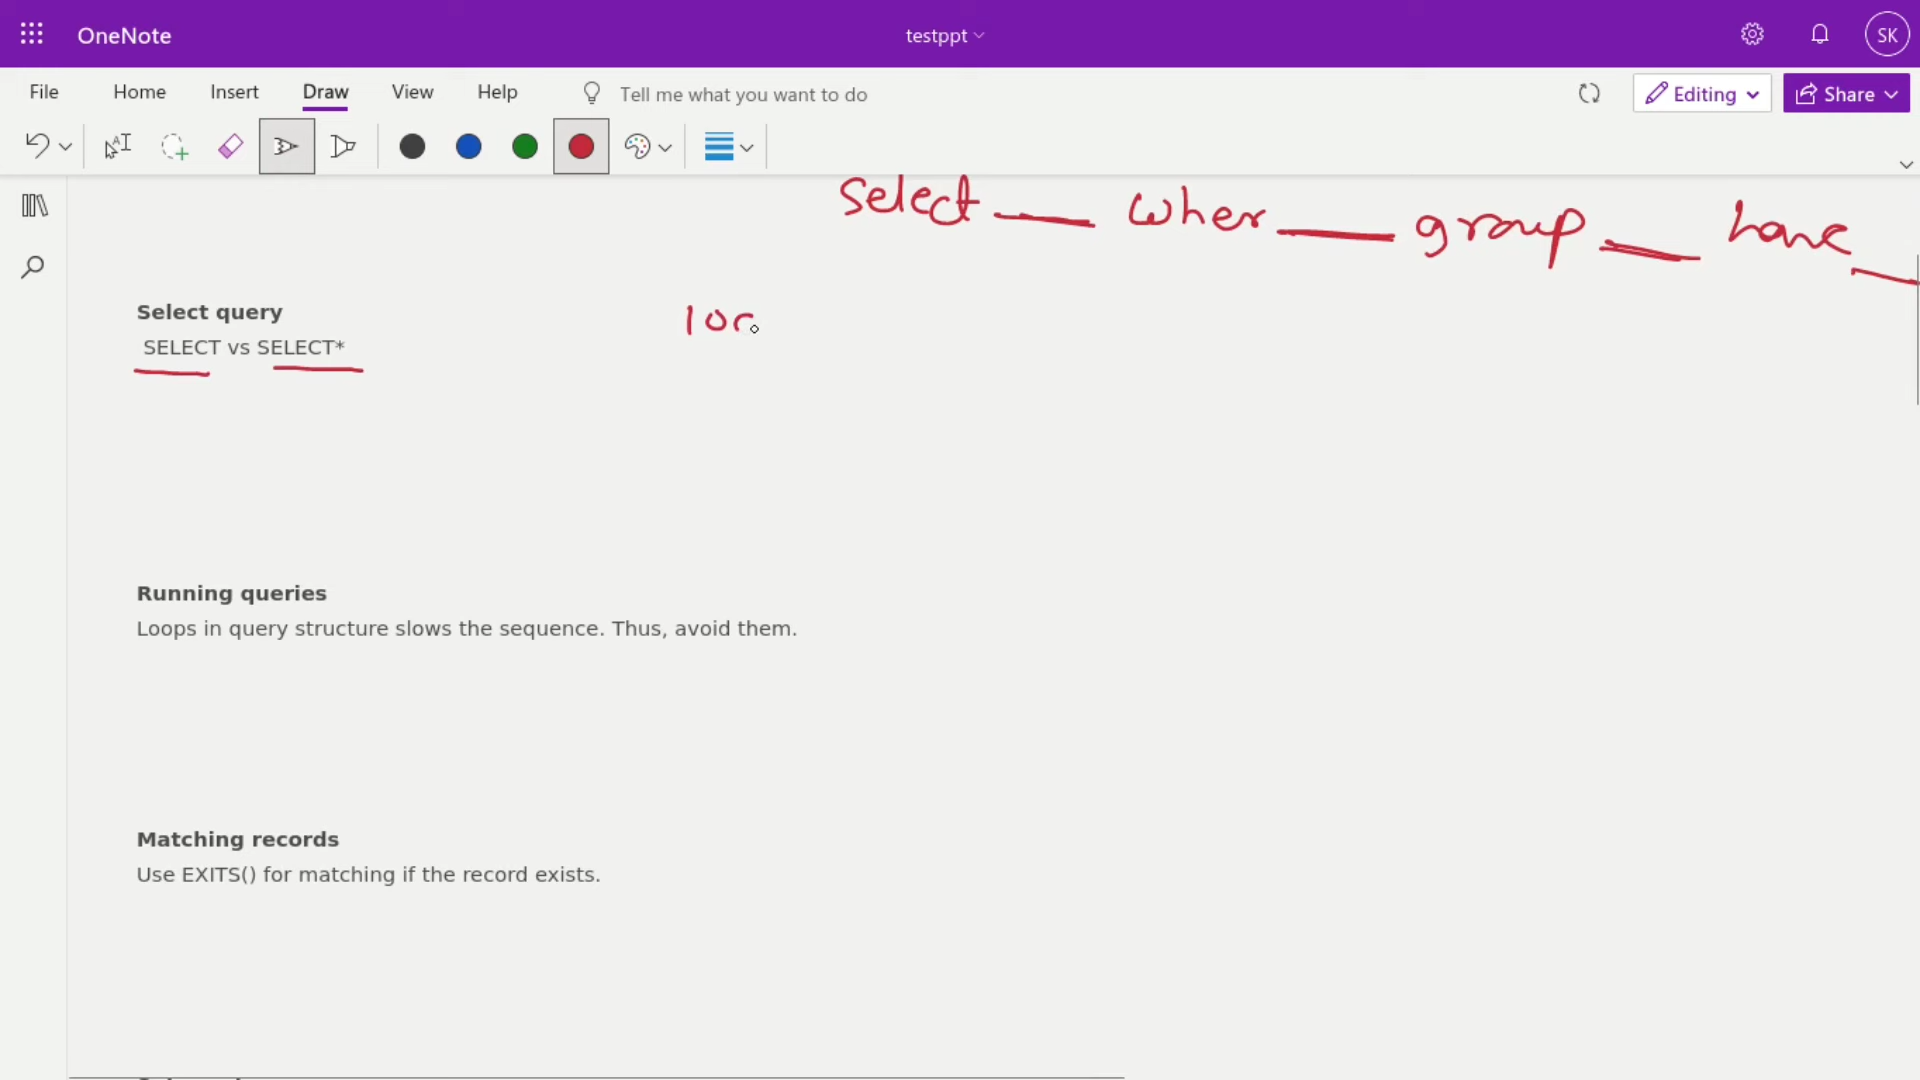 OneNote
testppt
SK
File Home Insert Draw View Help Tell me what you want to do
Editing Share
Select wher group have
Select query
SELECT vs SELECT*
Running queries
Loops in query structure slows the sequence. Thus, avoid them.
Matching records
Use EXITS() for matching if the record exists.